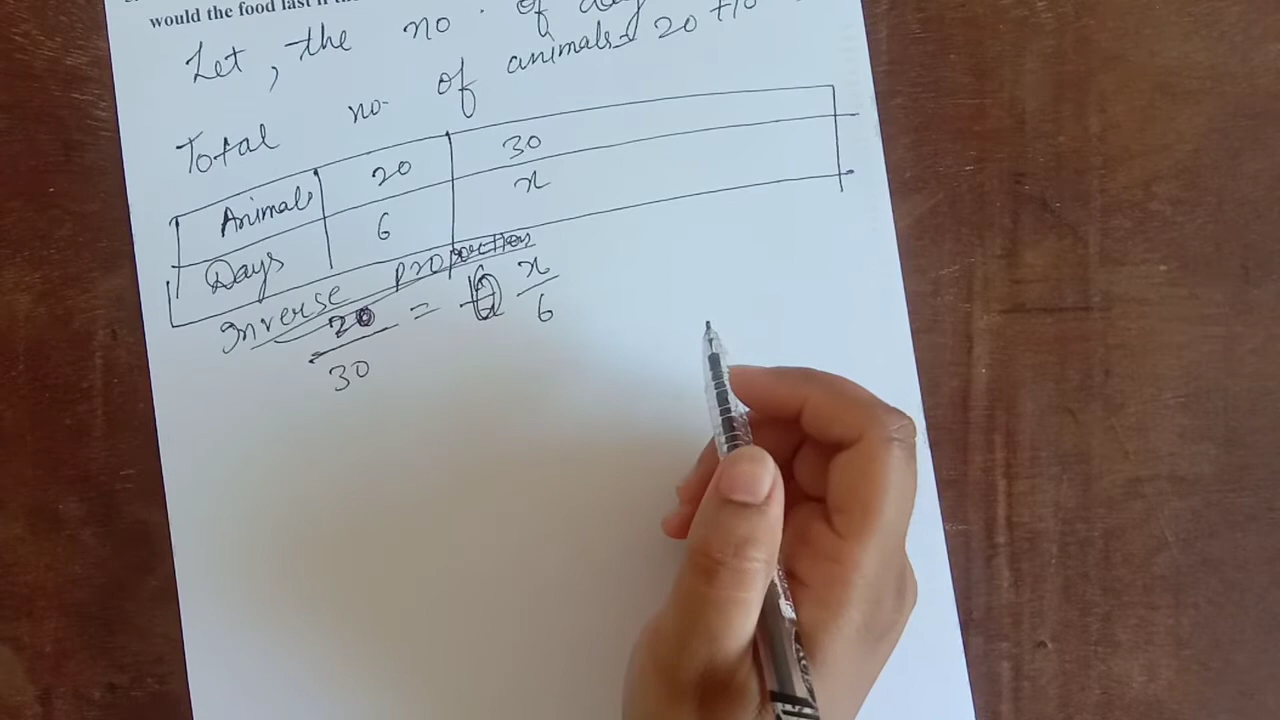 would the food last if
Let, the no. of
Total no. of animals = 20 + 10
Animals 20 30
Days 6 x
Inverse proportion
20/30 = x/6